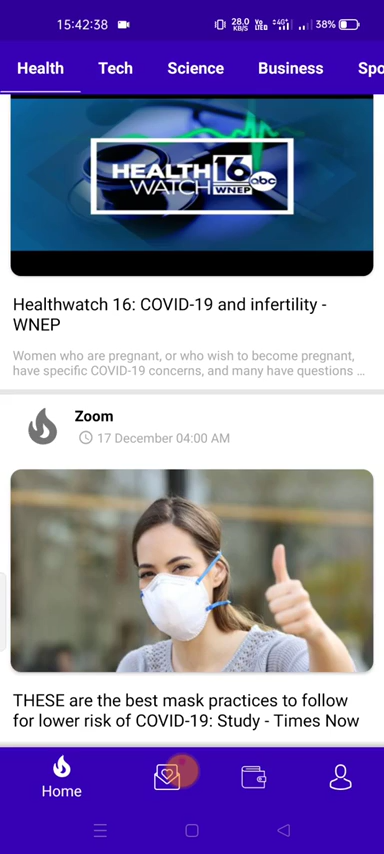 15:42:38
28.0 KB/S
Vo LTE
4G+
38%
Health Tech Science Business Spo
HEALTH 16
WATCH WNEP abc
Healthwatch 16: COVID-19 and infertility -
WNEP
Women who are pregnant, or who wish to become pregnant,
have specific COVID-19 concerns, and many have questions ...
Zoom
17 December 04:00 AM
THESE are the best mask practices to follow
for lower risk of COVID-19: Study - Times Now
Home